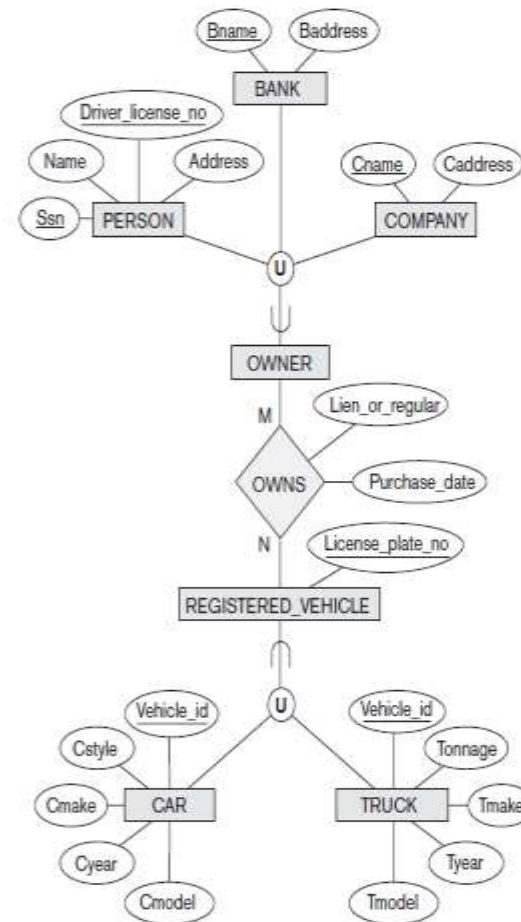 Bname
Baddress
BANK
Driver_license_no
Name
Address
Cname
Caddress
Ssn
PERSON
COMPANY
U
OWNER
M
Lien_or_regular
OWNS
Purchase_date
N
License_plate_no
REGISTERED_VEHICLE
U
Vehicle_id
Vehicle_id
Cstyle
Tonnage
Cmake
CAR
TRUCK
Tmake
Cyear
Tyear
Cmodel
Tmodel